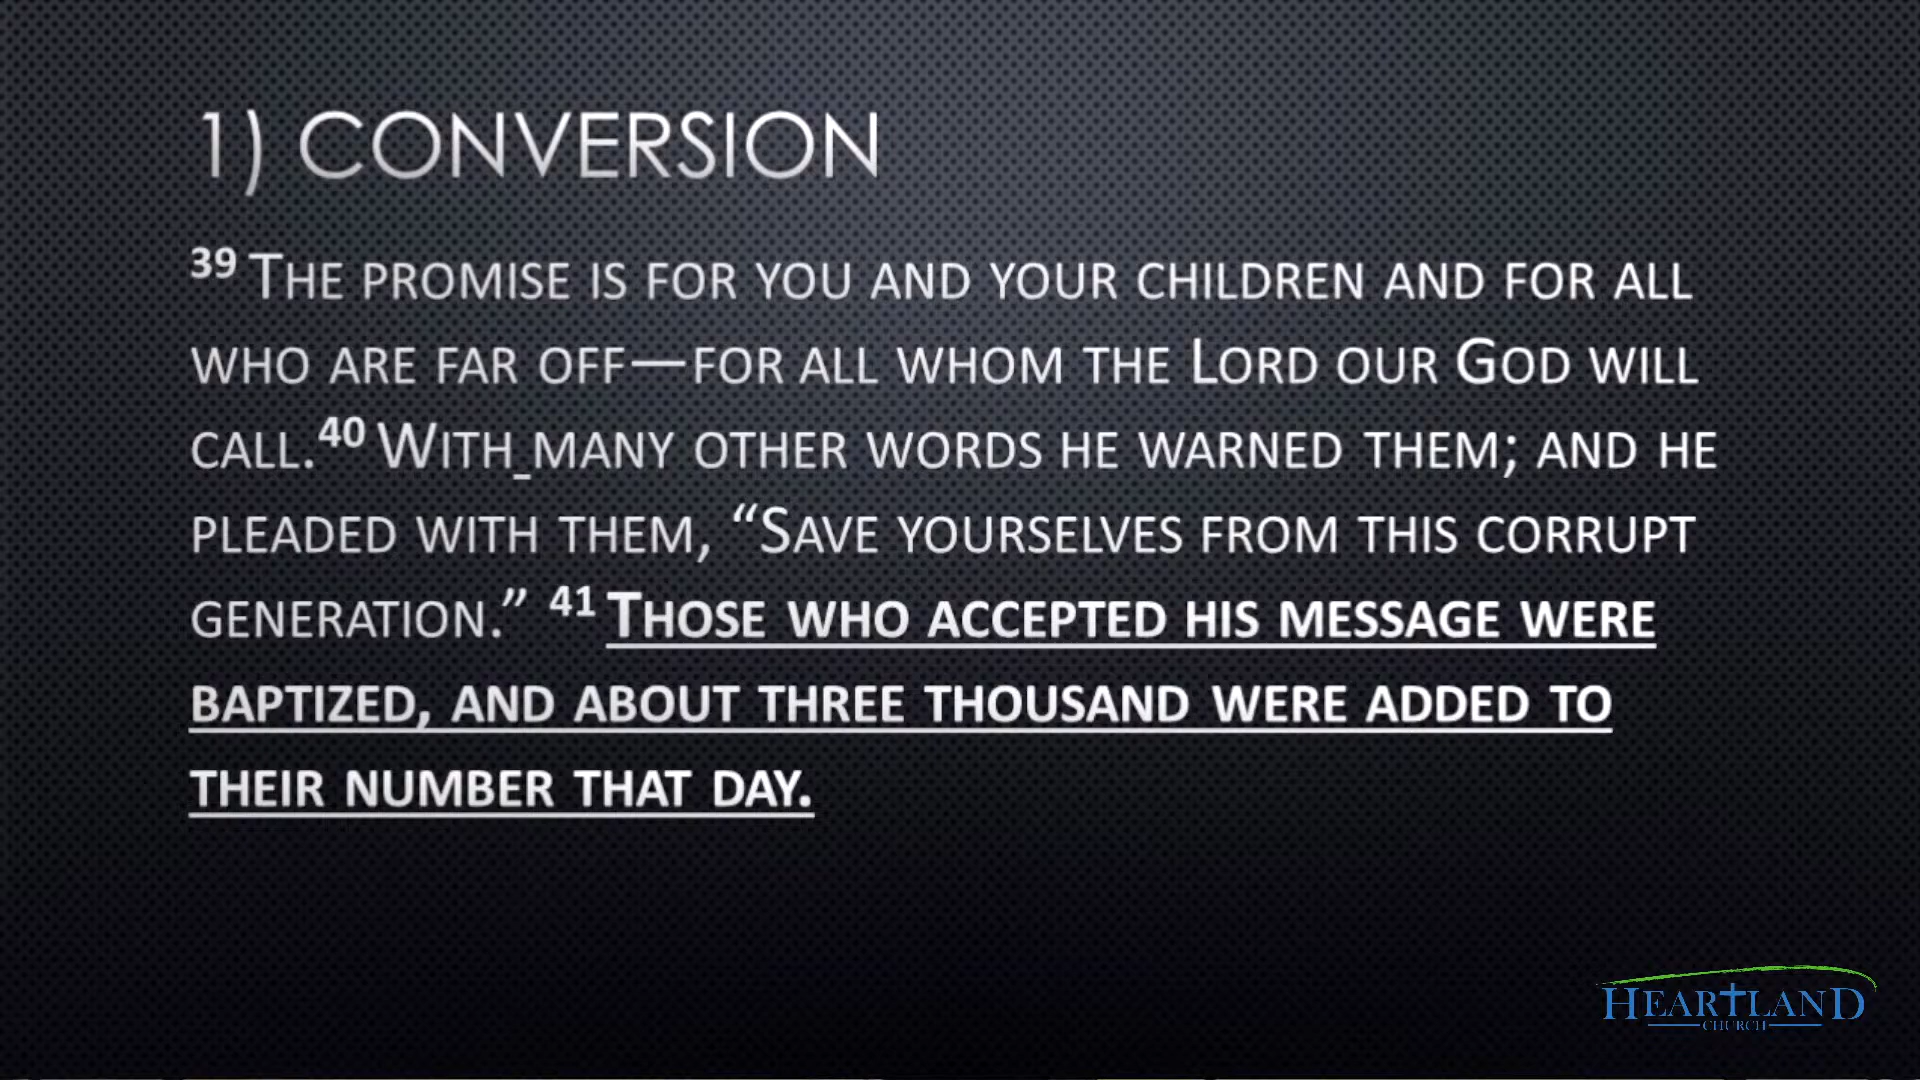 1) CONVERSION
39 THE PROMISE IS FOR YOU AND YOUR CHILDREN AND FOR ALL
WHO ARE FAR OFF—FOR ALL WHOM THE LORD OUR GOD WILL
CALL.40 WITH MANY OTHER WORDS HE WARNED THEM; AND HE
PLEADED WITH THEM, “SAVE YOURSELVES FROM THIS CORRUPT
GENERATION.” 41 THOSE WHO ACCEPTED HIS MESSAGE WERE
BAPTIZED, AND ABOUT THREE THOUSAND WERE ADDED TO
THEIR NUMBER THAT DAY.
HEARTLAND
CHURCH